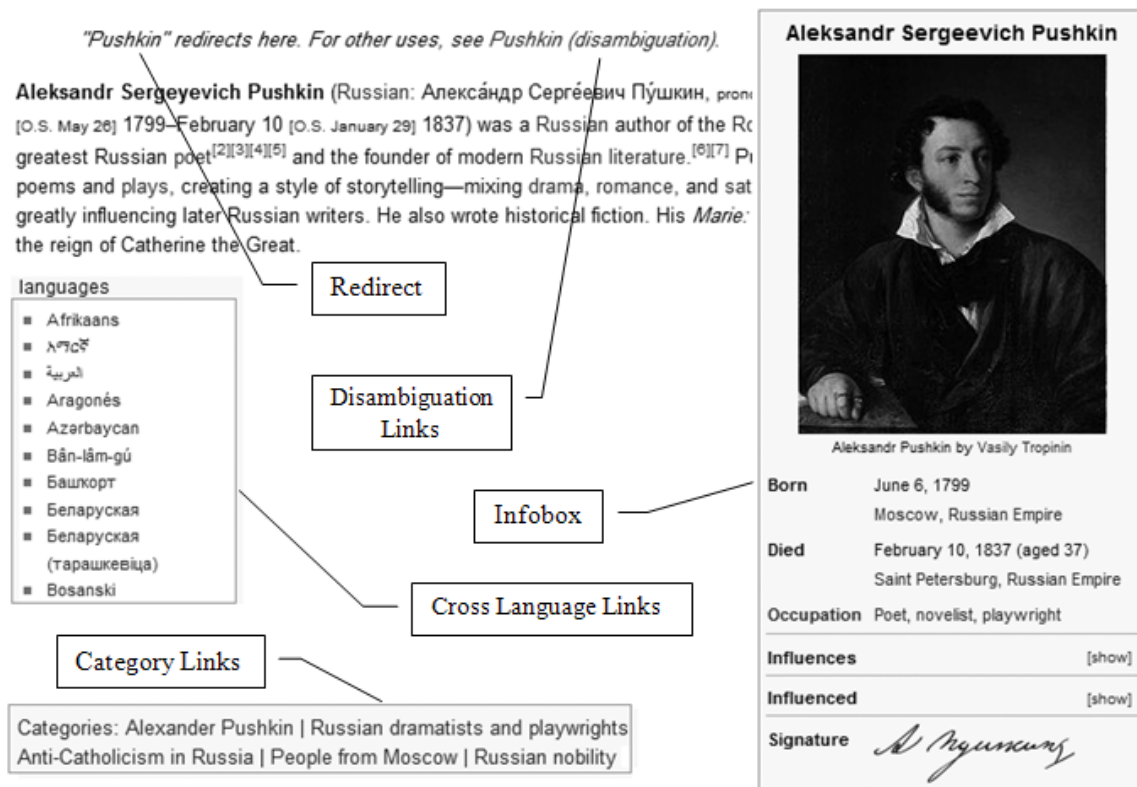 "Pushkin" redirects here. For other uses, see Pushkin (disambiguation).
Aleksandr Sergeyevich Pushkin (Russian: Алекса́ндр Серге́евич Пу́шкин,
[O.S. May 26] 1799–February 10 [O.S. January 29] 1837) was a Russian author of the
greatest Russian poet[2][3][4][5] and the founder of modern Russian literature.[6][7]
poems and plays, creating a style of storytelling—mixing drama, romance, and
greatly influencing later Russian writers. He also wrote historical fiction. His Marie:
the reign of Catherine the Great.
Redirect
languages
Afrikaans
አማርኛ
العربية
Aragonés
Azərbaycan
Bân-lâm-gú
Башҡорт
Беларуская
Беларуская
(тарашкевіца)
Bosanski
Disambiguation
Links
Infobox
Cross Language Links
Category Links
Categories: Alexander Pushkin | Russian dramatists and playwrights
Anti-Catholicism in Russia | People from Moscow | Russian nobility
Aleksandr Sergeevich Pushkin
Aleksandr Pushkin by Vasily Tropinin
Born June 6, 1799
Moscow, Russian Empire
Died February 10, 1837 (aged 37)
Saint Petersburg, Russian Empire
Occupation Poet, novelist, playwright
Influences [show]
Influenced [show]
Signature